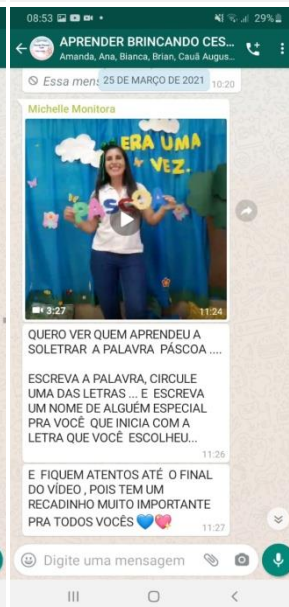 08:53 29%
APRENDER BRINCANDO CES...
Amanda, Ana, Bianca, Brian, Cauã Augus...
Essa mens
25 DE MARÇO DE 2021
10:20
Michelle Monitora
ERA UMA
VEZ.
PASCOA
3:27 11:24
QUERO VER QUEM APRENDEU A
SOLETRAR A PALAVRA PÁSCOA ....
ESCREVA A PALAVRA, CIRCULE
UMA DAS LETRAS ... E ESCREVA
UM NOME DE ALGUÉM ESPECIAL
PRA VOCÊ QUE INICIA COM A
LETRA QUE VOCÊ ESCOLHEU...
11:26
E FIQUEM ATENTOS ATÉ O FINAL
DO VÍDEO , POIS TEM UM
RECADINHO MUITO IMPORTANTE
PRA TODOS VOCÊS 💙💘
11:27
Digite uma mensagem